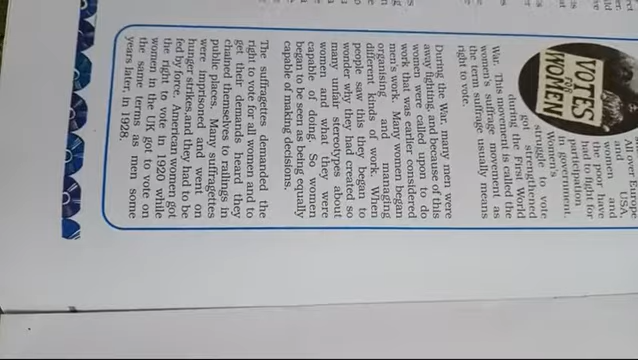 VOTES
FOR
WOMEN
All over Europe
and USA,
women and
the poor have
had to fight for
participation
in government.
Women's
struggle to vote
got strengthened
during the First World
War. This movement is called the
women's suffrage movement as
the term suffrage usually means
right to vote.
During the War, many men were
away fighting, and because of this
women were called upon to do
work that was earlier considered
men's work. Many women began
organising and managing
different kinds of work. When
people saw this they began to
wonder why they had created so
many unfair stereotypes about
women and what they were
capable of doing. So women
began to be seen as being equally
capable of making decisions.
The suffragettes demanded the
right to vote for all women and to
get their demand heard they
chained themselves to railings in
public places. Many suffragettes
were imprisoned and went on
hunger strikes, and they had to be
fed by force. American women got
the right to vote in 1920 while
women in the UK got to vote on
the same terms as men some
years later, in 1928.